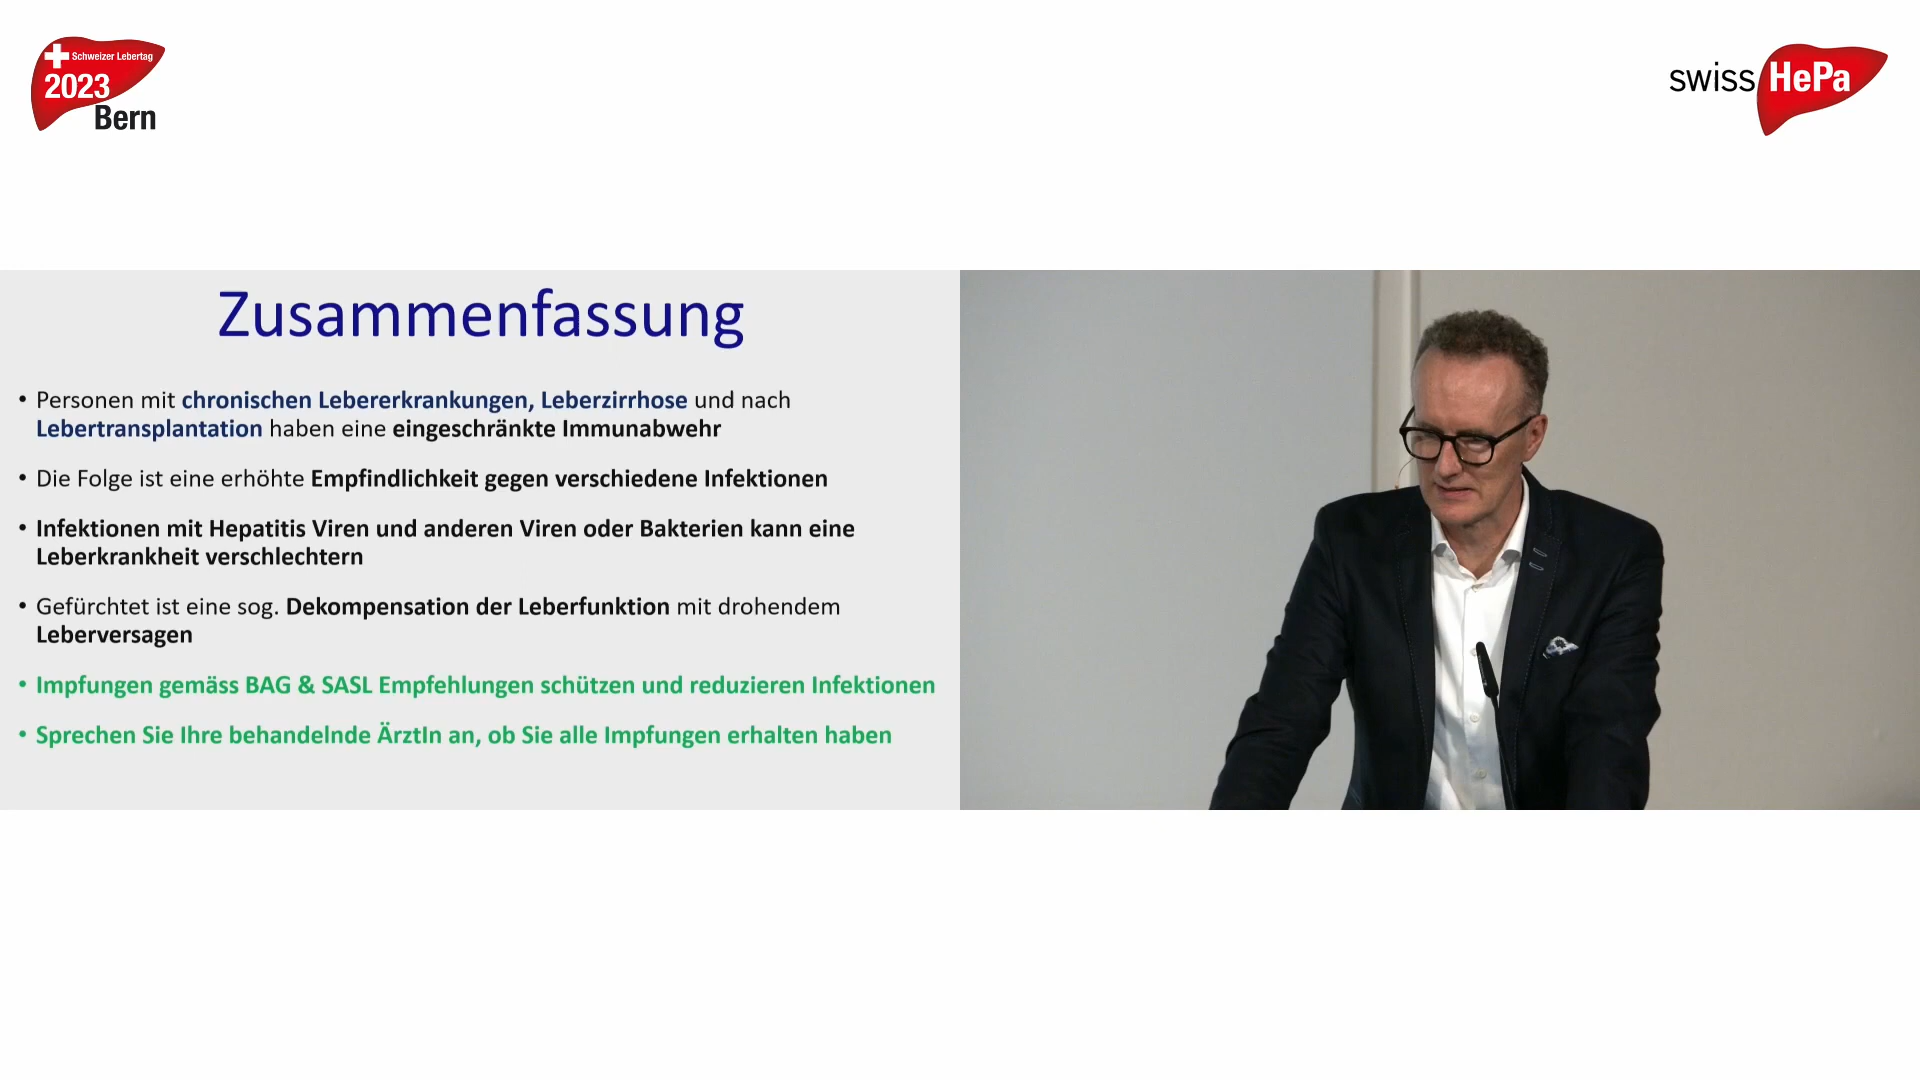 Schweizer Lebertag
2023
Bern
swiss HePa
Zusammenfassung
• Personen mit chronischen Lebererkrankungen, Leberzirrhose und nach
Lebertransplantation haben eine eingeschränkte Immunabwehr
• Die Folge ist eine erhöhte Empfindlichkeit gegen verschiedene Infektionen
• Infektionen mit Hepatitis Viren und anderen Viren oder Bakterien kann eine
Leberkrankheit verschlechtern
• Gefürchtet ist eine sog. Dekompensation der Leberfunktion mit drohendem
Leberversagen
• Impfungen gemäss BAG & SASL Empfehlungen schützen und reduzieren Infektionen
• Sprechen Sie Ihre behandelnde ÄrztIn an, ob Sie alle Impfungen erhalten haben